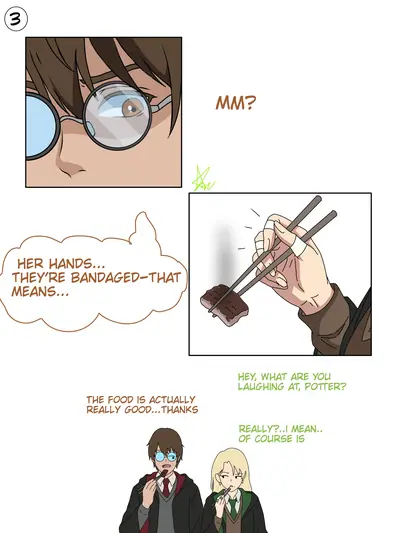 3
MM?
HER HANDS...
THEY'RE BANDAGED-THAT
MEANS...
HEY, WHAT ARE YOU
LAUGHING AT, POTTER?
THE FOOD IS ACTUALLY
REALLY GOOD...THANKS
REALLY?..I MEAN..
OF COURSE IS